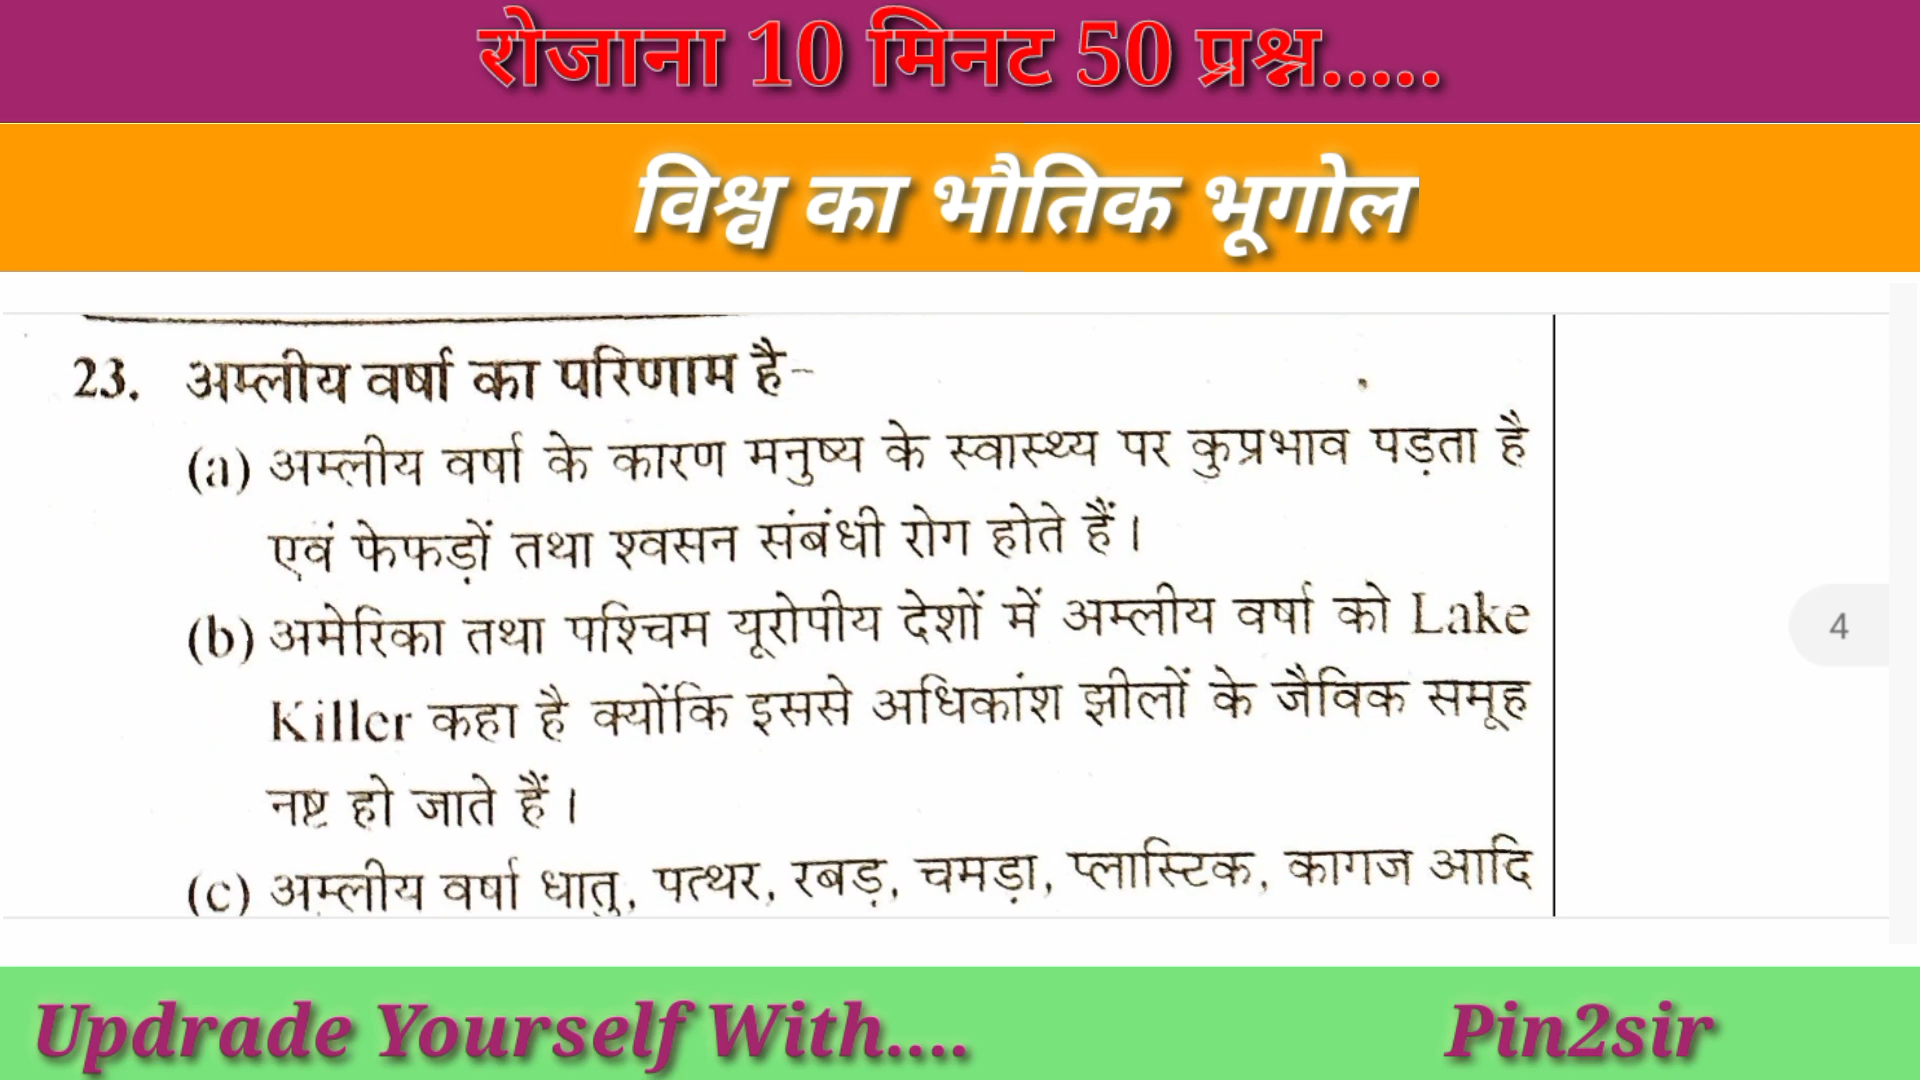 रोजाना 10 मिनट 50 प्रश्न.....
विश्व का भौतिक भूगोल
23. अम्लीय वर्षा का परिणाम है-
(a) अम्लीय वर्षा के कारण मनुष्य के स्वास्थ्य पर कुप्रभाव पड़ता है
एवं फेफड़ों तथा श्वसन संबंधी रोग होते हैं।
(b) अमेरिका तथा पश्चिम यूरोपीय देशों में अम्लीय वर्षा को Lake
Killer कहा है क्योंकि इससे अधिकांश झीलों के जैविक समूह
नष्ट हो जाते हैं।
(c) अम्लीय वर्षा धातु, पत्थर, रबड़, चमड़ा, प्लास्टिक, कागज आदि
4
Updrade Yourself With....
Pin2sir